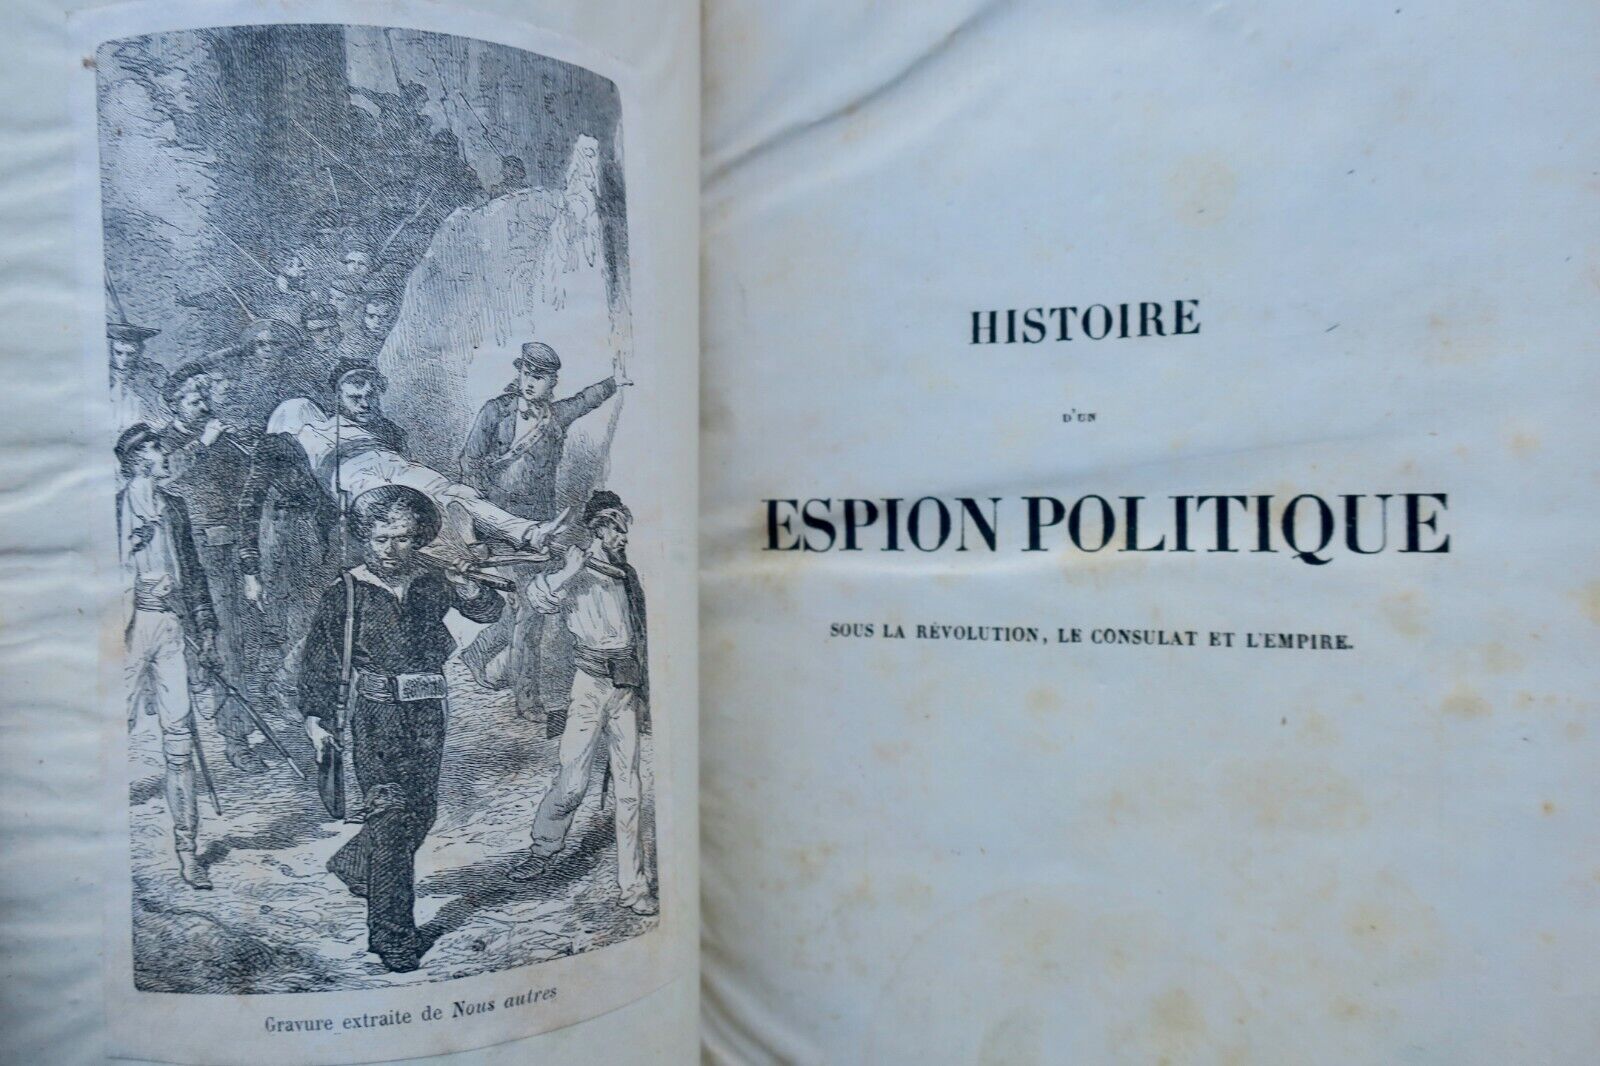 Gravure extraite de Nous autres
HISTOIRE
D'UN
ESPION POLITIQUE
SOUS LA RÉVOLUTION, LE CONSULAT ET L'EMPIRE.